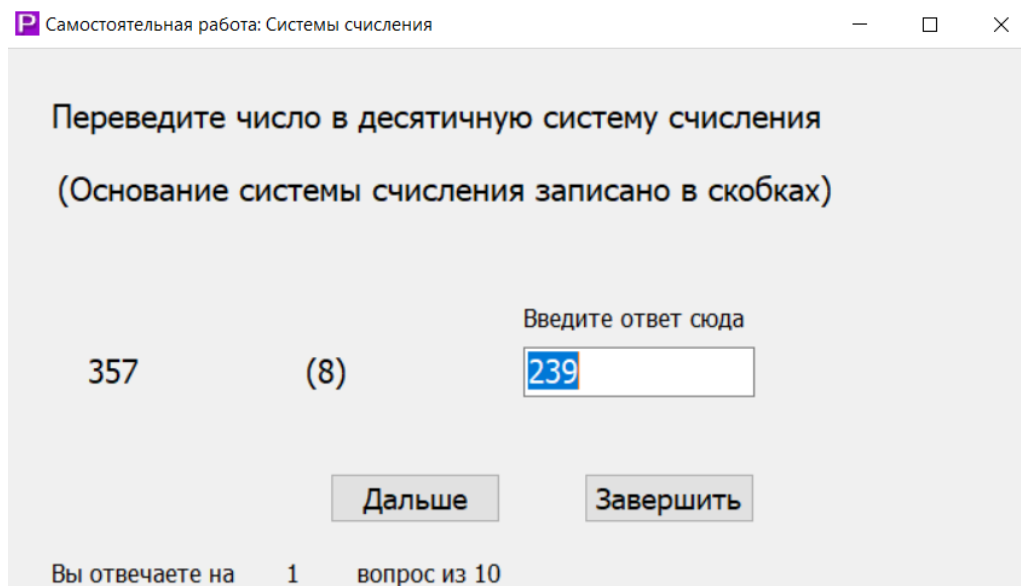 P Самостоятельная работа: Системы счисления
Переведите число в десятичную систему счисления
(Основание системы счисления записано в скобках)
Введите ответ сюда
357 (8) 239
Дальше Завершить
Вы отвечаете на 1 вопрос из 10